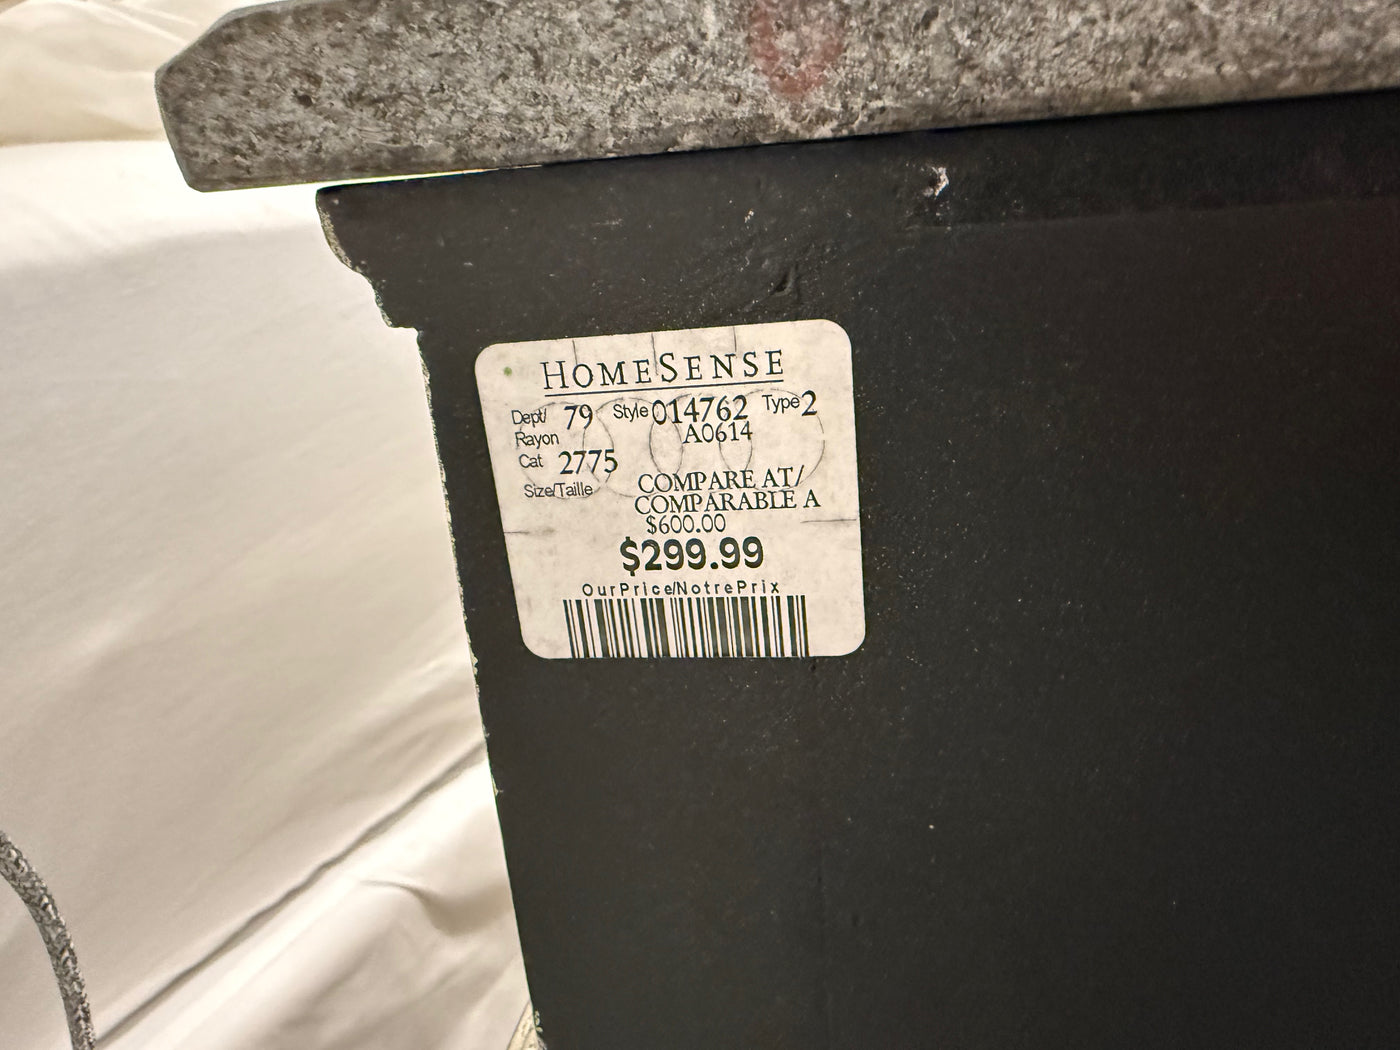 HOMESENSE
Dept/ 79 Style 014762 Type 2
Rayon A0614
Cat 2775
Size/Taille COMPARE AT/
COMPARABLE A
$600.00
$299.99
OurPrice/NotrePrix